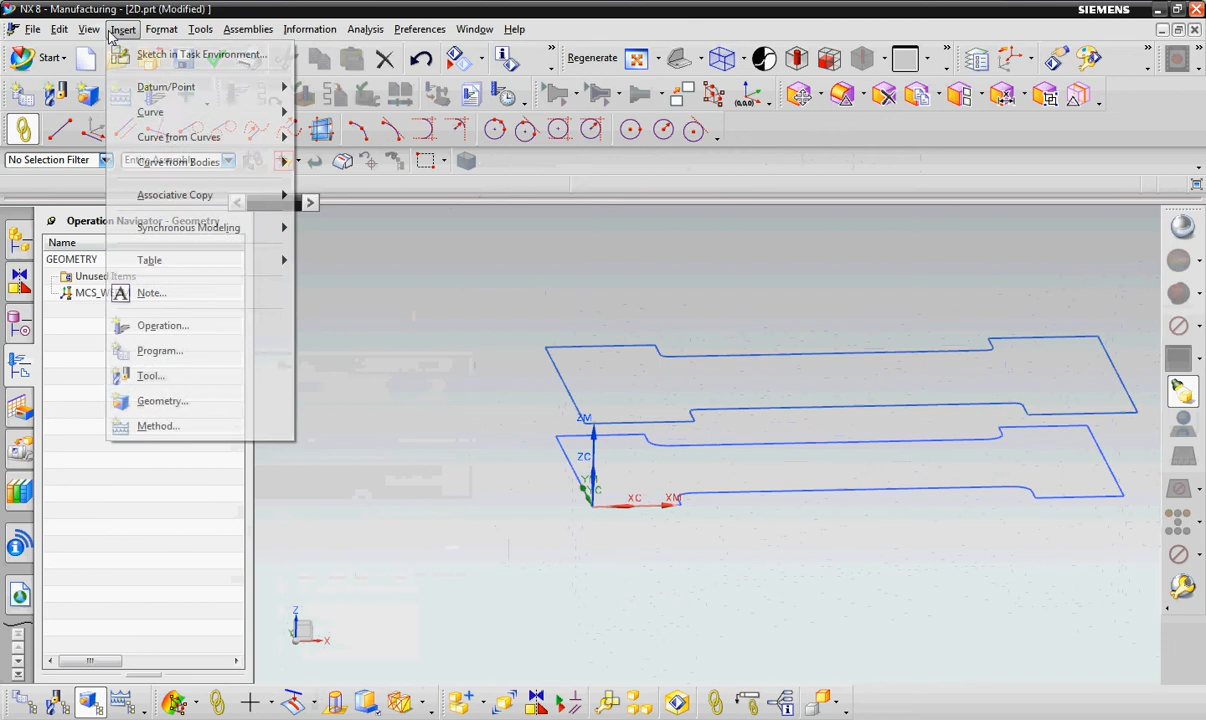 NX 8 - Manufacturing - [2D.prt (Modified) ]
SIEMENS
File Edit View Insert Format Tools Assemblies Information Analysis Preferences Window Help
Start
Regenerate
No Selection Filter
Sketch in Task Environment...
Datum/Point
Curve
Curve from Curves
Curve from Bodies
Associative Copy
Synchronous Modeling
Table
Note...
Operation...
Program...
Tool...
Geometry...
Method...
Operation Navigator - Geometry
Name
GEOMETRY
Unused Items
ZM
ZC
YC
XC
XM
Z
X